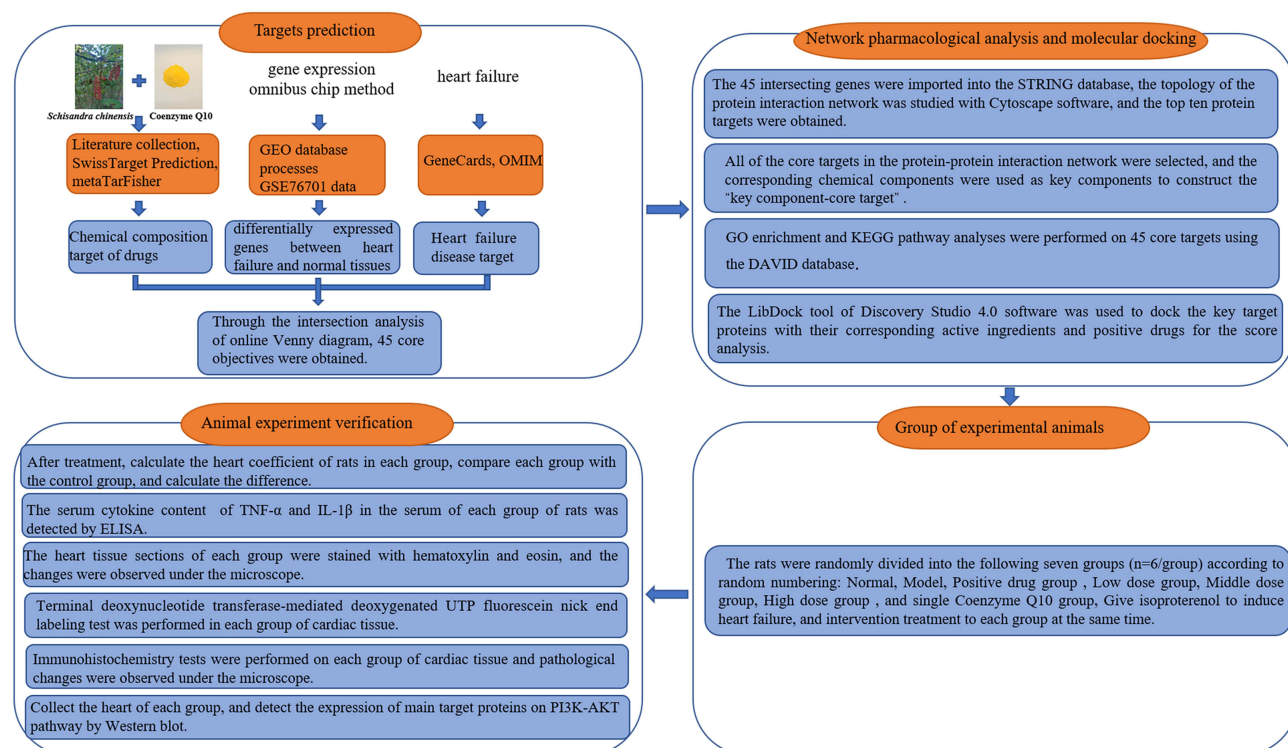 Targets prediction
Schisandra chinensis
Coenzyme Q10
gene expression
omnibus chip method
heart failure
Literature collection,
SwissTarget Prediction,
metaTarFisher
GEO database
processes
GSE76701 data
GeneCards, OMIM
Chemical composition
target of drugs
differentially expressed
genes between heart
failure and normal tissues
Heart failure
disease target
Through the intersection analysis
of online Venny diagram, 45 core
objectives were obtained.
Network pharmacological analysis and molecular docking
The 45 intersecting genes were imported into the STRING database, the topology of the
protein interaction network was studied with Cytoscape software, and the top ten protein
targets were obtained.
All of the core targets in the protein-protein interaction network were selected, and the
corresponding chemical components were used as key components to construct the
"key component-core target" .
GO enrichment and KEGG pathway analyses were performed on 45 core targets using
the DAVID database.
The LibDock tool of Discovery Studio 4.0 software was used to dock the key target
proteins with their corresponding active ingredients and positive drugs for the score
analysis.
Group of experimental animals
The rats were randomly divided into the following seven groups (n=6/group) according to
random numbering: Normal, Model, Positive drug group , Low dose group, Middle dose
group, High dose group , and single Coenzyme Q10 group, Give isoproterenol to induce
heart failure, and intervention treatment to each group at the same time.
Animal experiment verification
After treatment, calculate the heart coefficient of rats in each group, compare each group with
the control group, and calculate the difference.
The serum cytokine content of TNF-α and IL-1β in the serum of each group of rats was
detected by ELISA.
The heart tissue sections of each group were stained with hematoxylin and eosin, and the
changes were observed under the microscope.
Terminal deoxynucleotide transferase-mediated deoxygenated UTP fluorescein nick end
labeling test was performed in each group of cardiac tissue.
Immunohistochemistry tests were performed on each group of cardiac tissue and pathological
changes were observed under the microscope.
Collect the heart of each group, and detect the expression of main target proteins on PI3K-AKT
pathway by Western blot.